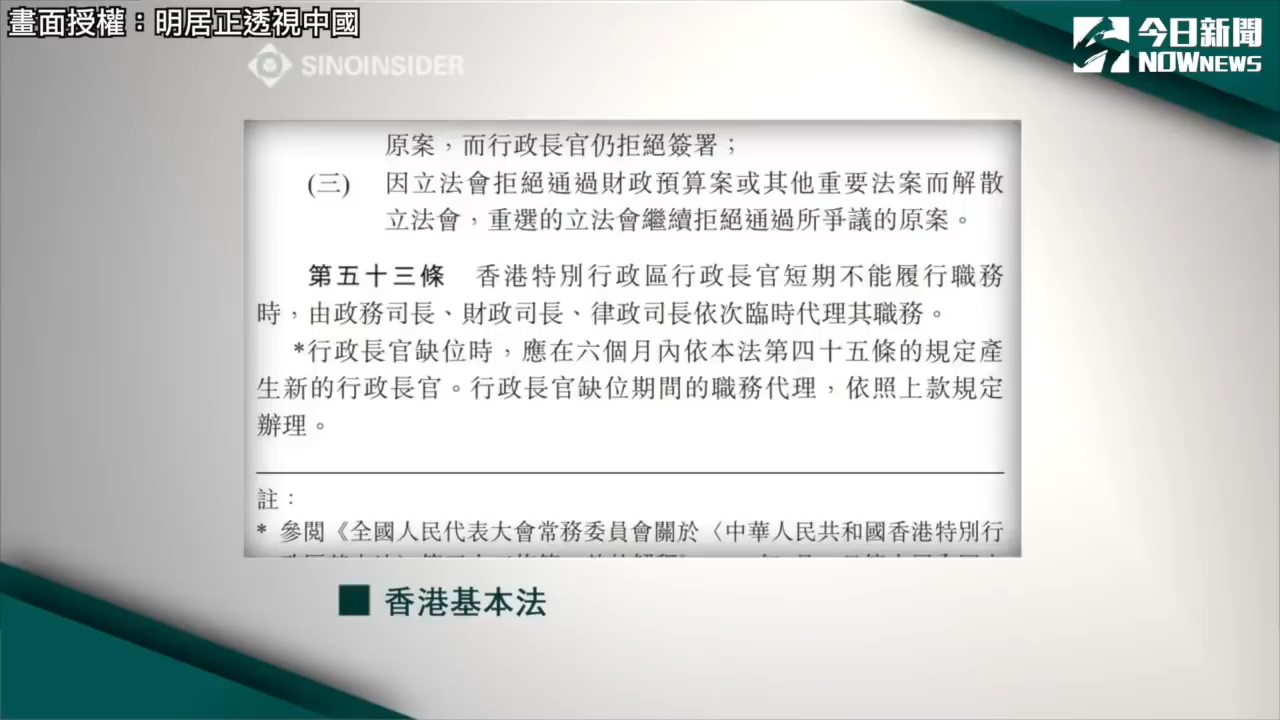 畫面授權：明居正透視中國
今日新聞
NOWNEWS
SINOINSIDER
原案，而行政長官仍拒絕簽署；
(三) 因立法會拒絕通過財政預算案或其他重要法案而解散
立法會，重選的立法會繼續拒絕通過所爭議的原案。
第五十三條 香港特別行政區行政長官短期不能履行職務
時，由政務司長、財政司長、律政司長依次臨時代理其職務。
*行政長官缺位時，應在六個月內依本法第四十五條的規定產
生新的行政長官。行政長官缺位期間的職務代理，依照上款規定
辦理。
註：
* 參閱《全國人民代表大會常務委員會關於〈中華人民共和國香港特別行
香港基本法